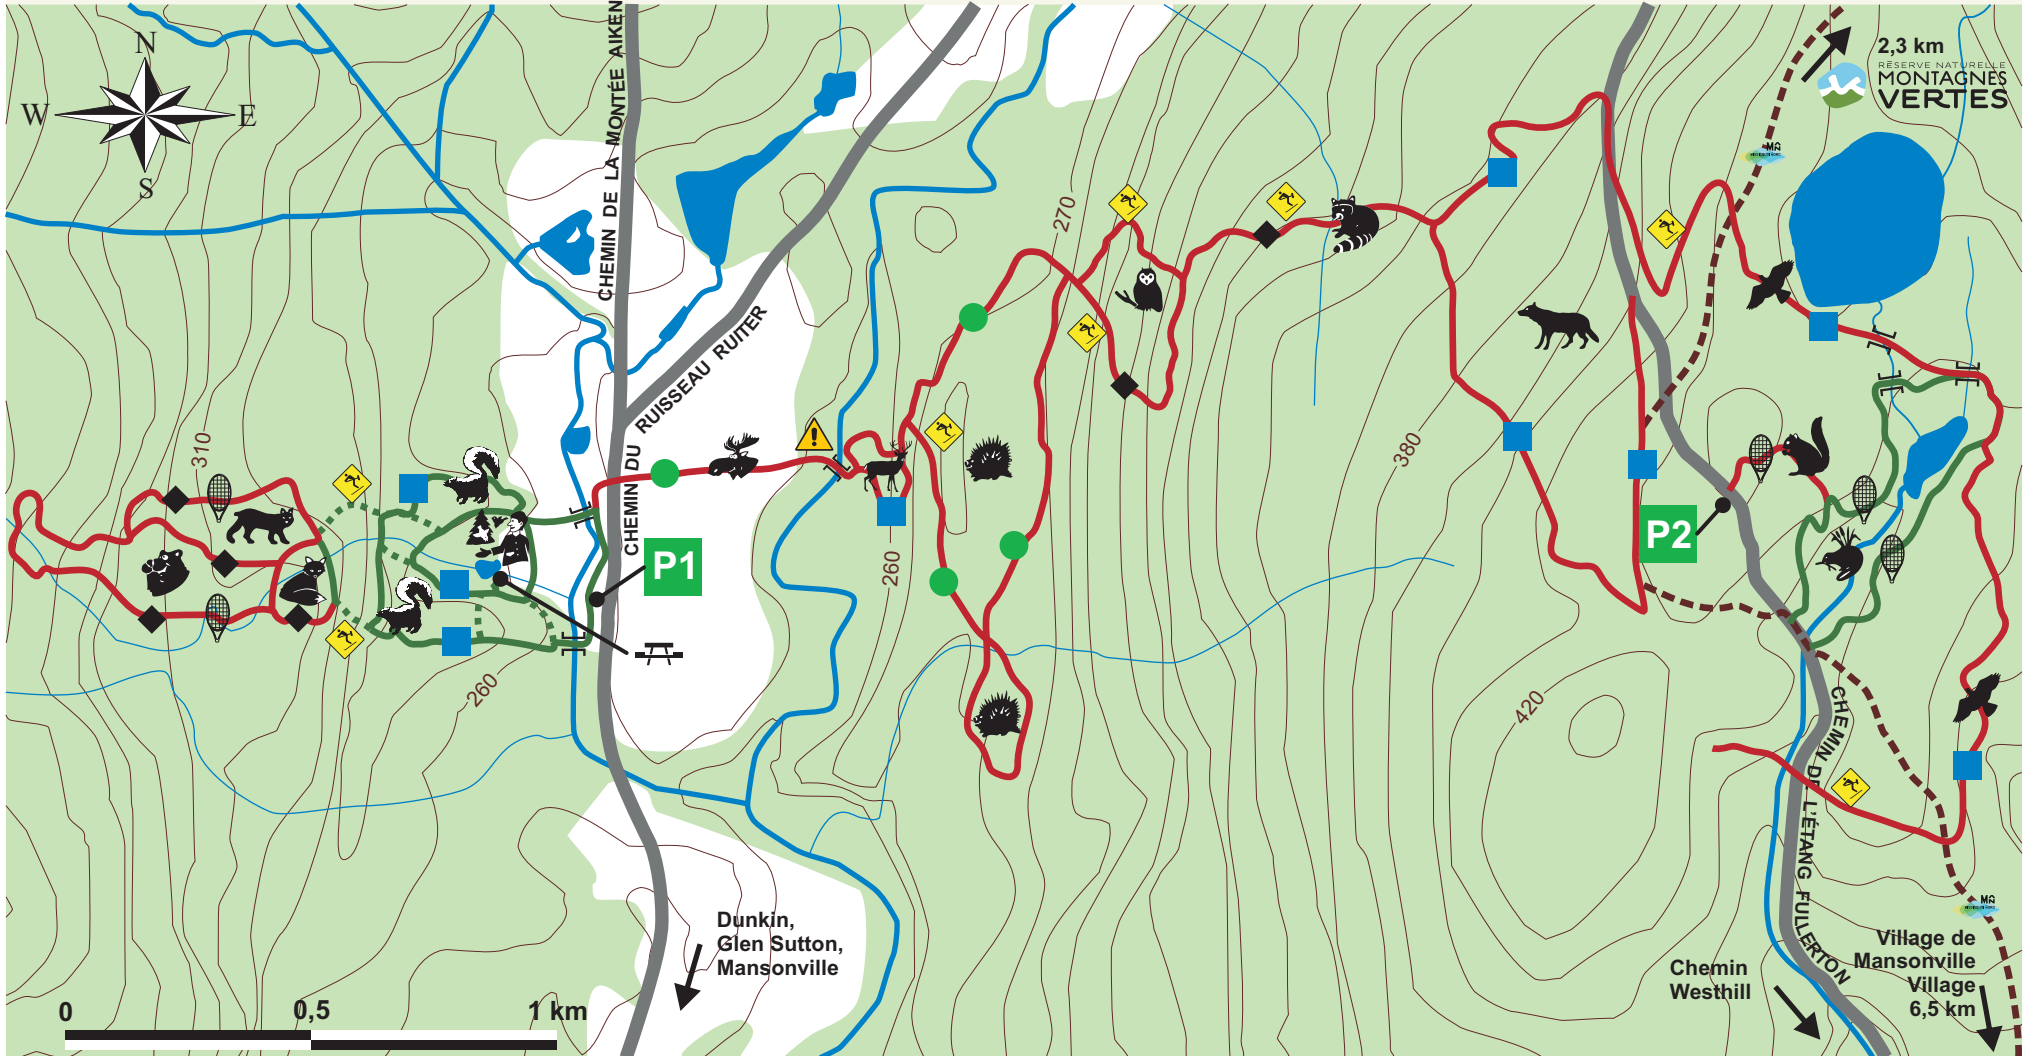 N
W
E
S
CHEMIN DE LA MONTÉE AIKEN
2,3 km
RÉSERVE NATURELLE
MONTAGNES
VERTES
270
310
CHEMIN DU RUISSEAU RUITER
380
260
P1
P2
260
420
CHEMIN DE L'ÉTANG FULLERTON
Dunkin,
Glen Sutton,
Mansonville
Chemin
Westhill
Village de
Mansonville
Village
6,5 km
0
0,5
1 km